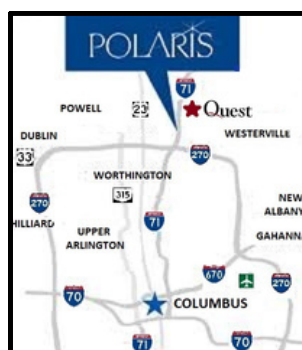 POLARIS
71
POWELL
23
Quest
DUBLIN
WESTERVILLE
33
270
WORTHINGTON
315
270
NEW
ALBANY
HILLIARD
71
UPPER
ARLINGTON
GAHANNA
670
70
COLUMBUS
270
71
70